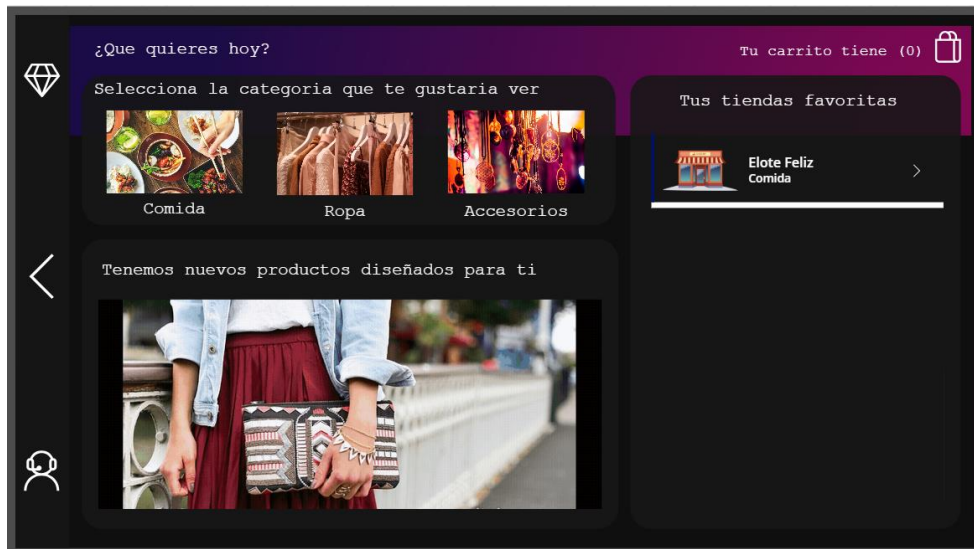 ¿Que quieres hoy?
Tu carrito tiene (0)
Selecciona la categoria que te gustaria ver
Comida
Ropa
Accesorios
Tus tiendas favoritas
Elote Feliz
Comida
Tenemos nuevos productos diseñados para ti